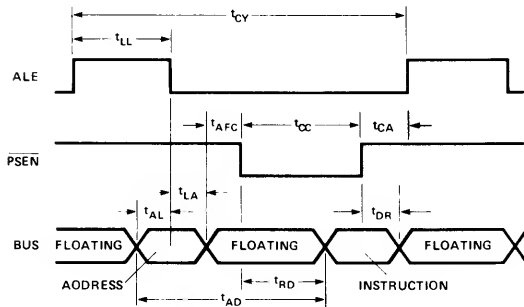 tCY
tLL
ALE
tAFC
tCC
tCA
PSEN
tLA
tAL
tDR
BUS
FLOATING
FLOATING
FLOATING
AODRESS
tRD
INSTRUCTION
tAD